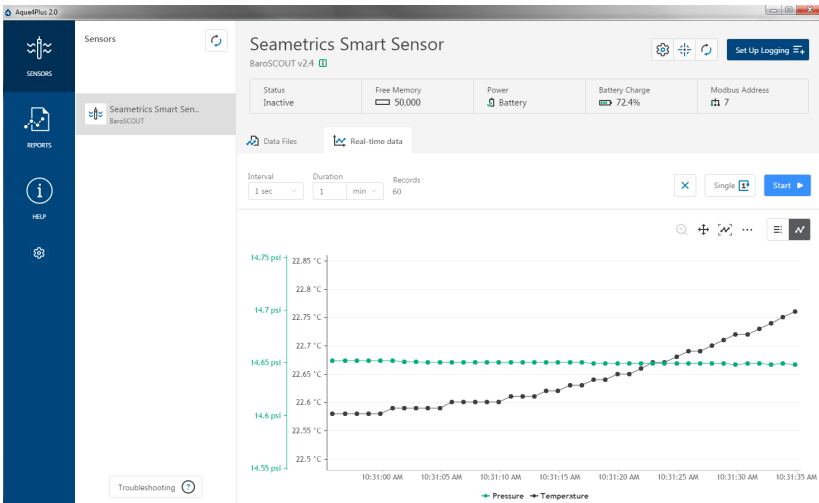 Aqua4Plus 2.0
SENSORS
REPORTS
HELP
Sensors
Seametrics Smart Sen..
BaroSCOUT
Troubleshooting ?
Seametrics Smart Sensor
BaroSCOUT v2.4
Set Up Logging
Status Free Memory Power Battery Charge Modbus Address
Inactive 50,000 Battery 72.4% 7
Data Files Real-time data
Interval Duration Records
1 sec 1 min 60
Single Start
14.75 psi
14.7 psi
14.65 psi
14.6 psi
14.55 psi
22.85 °C
22.8 °C
22.75 °C
22.7 °C
22.65 °C
22.6 °C
22.55 °C
22.5 °C
10:31:00 AM 10:31:05 AM 10:31:10 AM 10:31:15 AM 10:31:20 AM 10:31:25 AM 10:31:30 AM 10:31:35 AM
Pressure Temperature